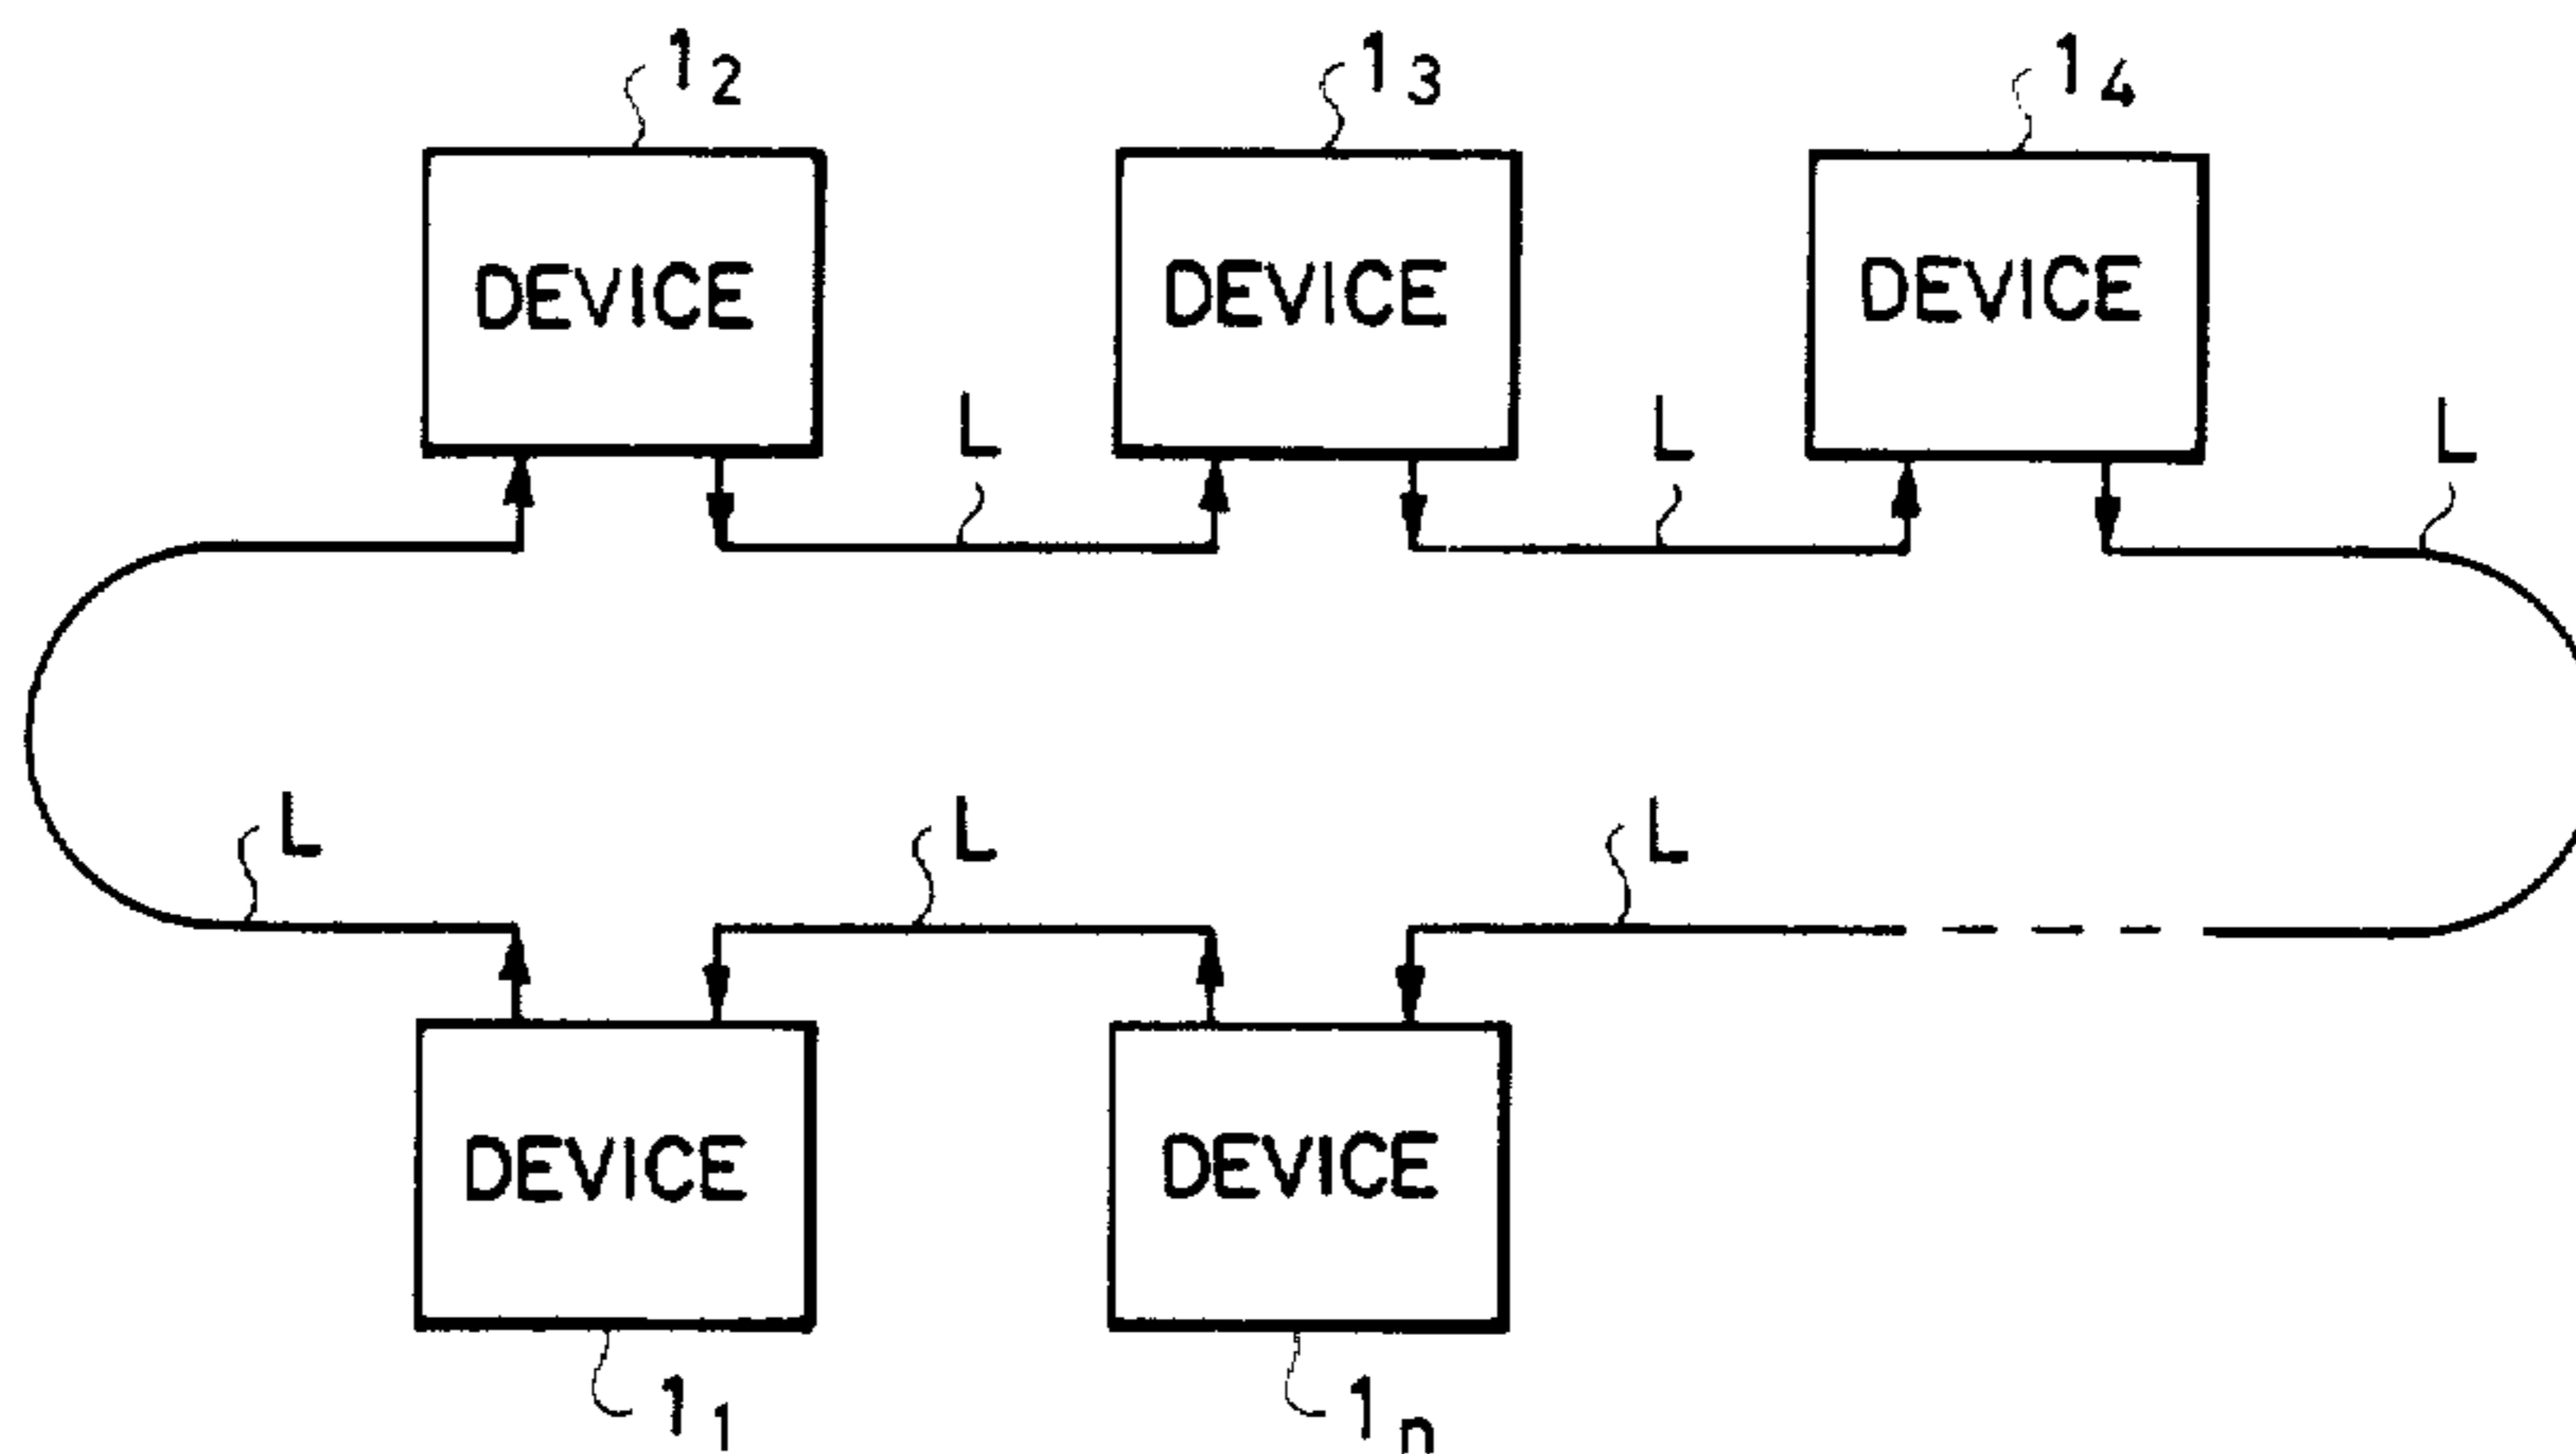 1₂ 1₃ 1₄
DEVICE DEVICE DEVICE
L L L
L L L
DEVICE DEVICE
1₁ 1ₙ